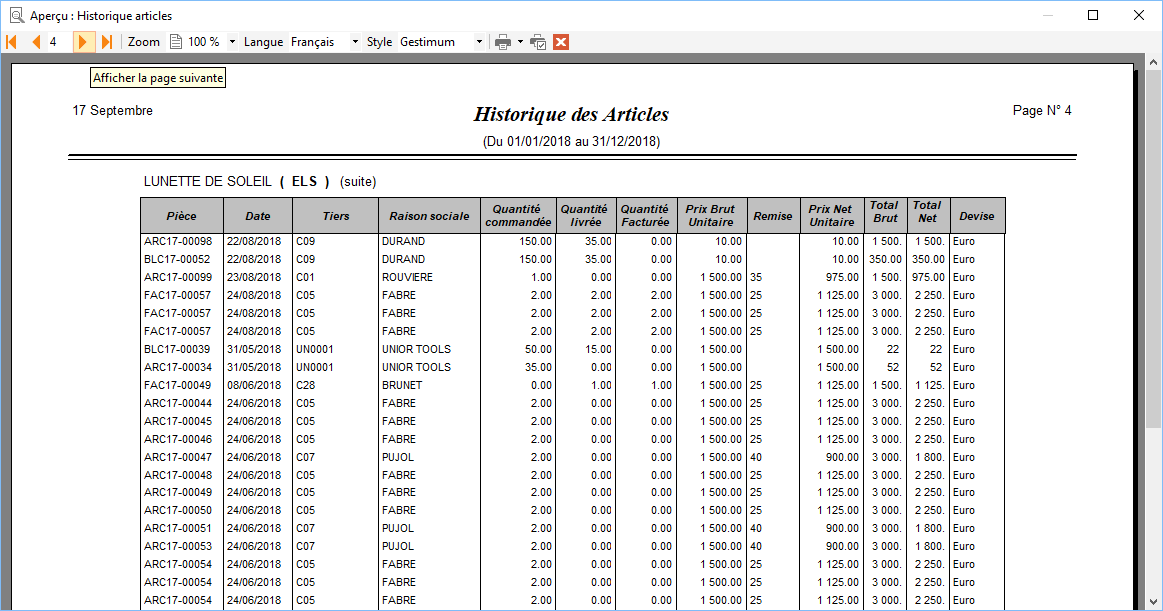 Aperçu : Historique articles
4 Zoom 100 % Langue Français Style Gestimum
Afficher la page suivante
17 Septembre Historique des Articles Page N° 4
(Du 01/01/2018 au 31/12/2018)
LUNETTE DE SOLEIL ( ELS ) (suite)
Pièce Date Tiers Raison sociale Quantité commandée Quantité livrée Quantité Facturée Prix Brut Unitaire Remise Prix Net Unitaire Total Brut Total Net Devise
ARC17-00098 22/08/2018 C09 DURAND 150.00 35.00 0.00 10.00 10.00 1 500. 1 500. Euro
BLC17-00052 22/08/2018 C09 DURAND 150.00 35.00 0.00 10.00 10.00 350.00 350.00 Euro
ARC17-00099 23/08/2018 C01 ROUVIERE 1.00 0.00 0.00 1 500.00 35 975.00 1 500. 975.00 Euro
FAC17-00057 24/08/2018 C05 FABRE 2.00 2.00 2.00 1 500.00 25 1 125.00 3 000. 2 250. Euro
FAC17-00057 24/08/2018 C05 FABRE 2.00 2.00 2.00 1 500.00 25 1 125.00 3 000. 2 250. Euro
FAC17-00057 24/08/2018 C05 FABRE 2.00 2.00 2.00 1 500.00 25 1 125.00 3 000. 2 250. Euro
BLC17-00039 31/05/2018 UN0001 UNIOR TOOLS 50.00 15.00 0.00 1 500.00 1 500.00 22 22 Euro
ARC17-00034 31/05/2018 UN0001 UNIOR TOOLS 35.00 0.00 0.00 1 500.00 1 500.00 52 52 Euro
FAC17-00049 08/06/2018 C28 BRUNET 0.00 1.00 1.00 1 500.00 25 1 125.00 1 500. 1 125. Euro
ARC17-00044 24/06/2018 C05 FABRE 2.00 0.00 0.00 1 500.00 25 1 125.00 3 000. 2 250. Euro
ARC17-00045 24/06/2018 C05 FABRE 2.00 0.00 0.00 1 500.00 25 1 125.00 3 000. 2 250. Euro
ARC17-00046 24/06/2018 C05 FABRE 2.00 0.00 0.00 1 500.00 25 1 125.00 3 000. 2 250. Euro
ARC17-00047 24/06/2018 C07 PUJOL 2.00 0.00 0.00 1 500.00 40 900.00 3 000. 1 800. Euro
ARC17-00048 24/06/2018 C05 FABRE 2.00 0.00 0.00 1 500.00 25 1 125.00 3 000. 2 250. Euro
ARC17-00049 24/06/2018 C05 FABRE 2.00 0.00 0.00 1 500.00 25 1 125.00 3 000. 2 250. Euro
ARC17-00050 24/06/2018 C05 FABRE 2.00 0.00 0.00 1 500.00 25 1 125.00 3 000. 2 250. Euro
ARC17-00051 24/06/2018 C07 PUJOL 2.00 0.00 0.00 1 500.00 40 900.00 3 000. 1 800. Euro
ARC17-00053 24/06/2018 C07 PUJOL 2.00 0.00 0.00 1 500.00 40 900.00 3 000. 1 800. Euro
ARC17-00054 24/06/2018 C05 FABRE 2.00 0.00 0.00 1 500.00 25 1 125.00 3 000. 2 250. Euro
ARC17-00054 24/06/2018 C05 FABRE 2.00 0.00 0.00 1 500.00 25 1 125.00 3 000. 2 250. Euro
ARC17-00054 24/06/2018 C05 FABRE 2.00 0.00 0.00 1 500.00 25 1 125.00 3 000. 2 250. Euro